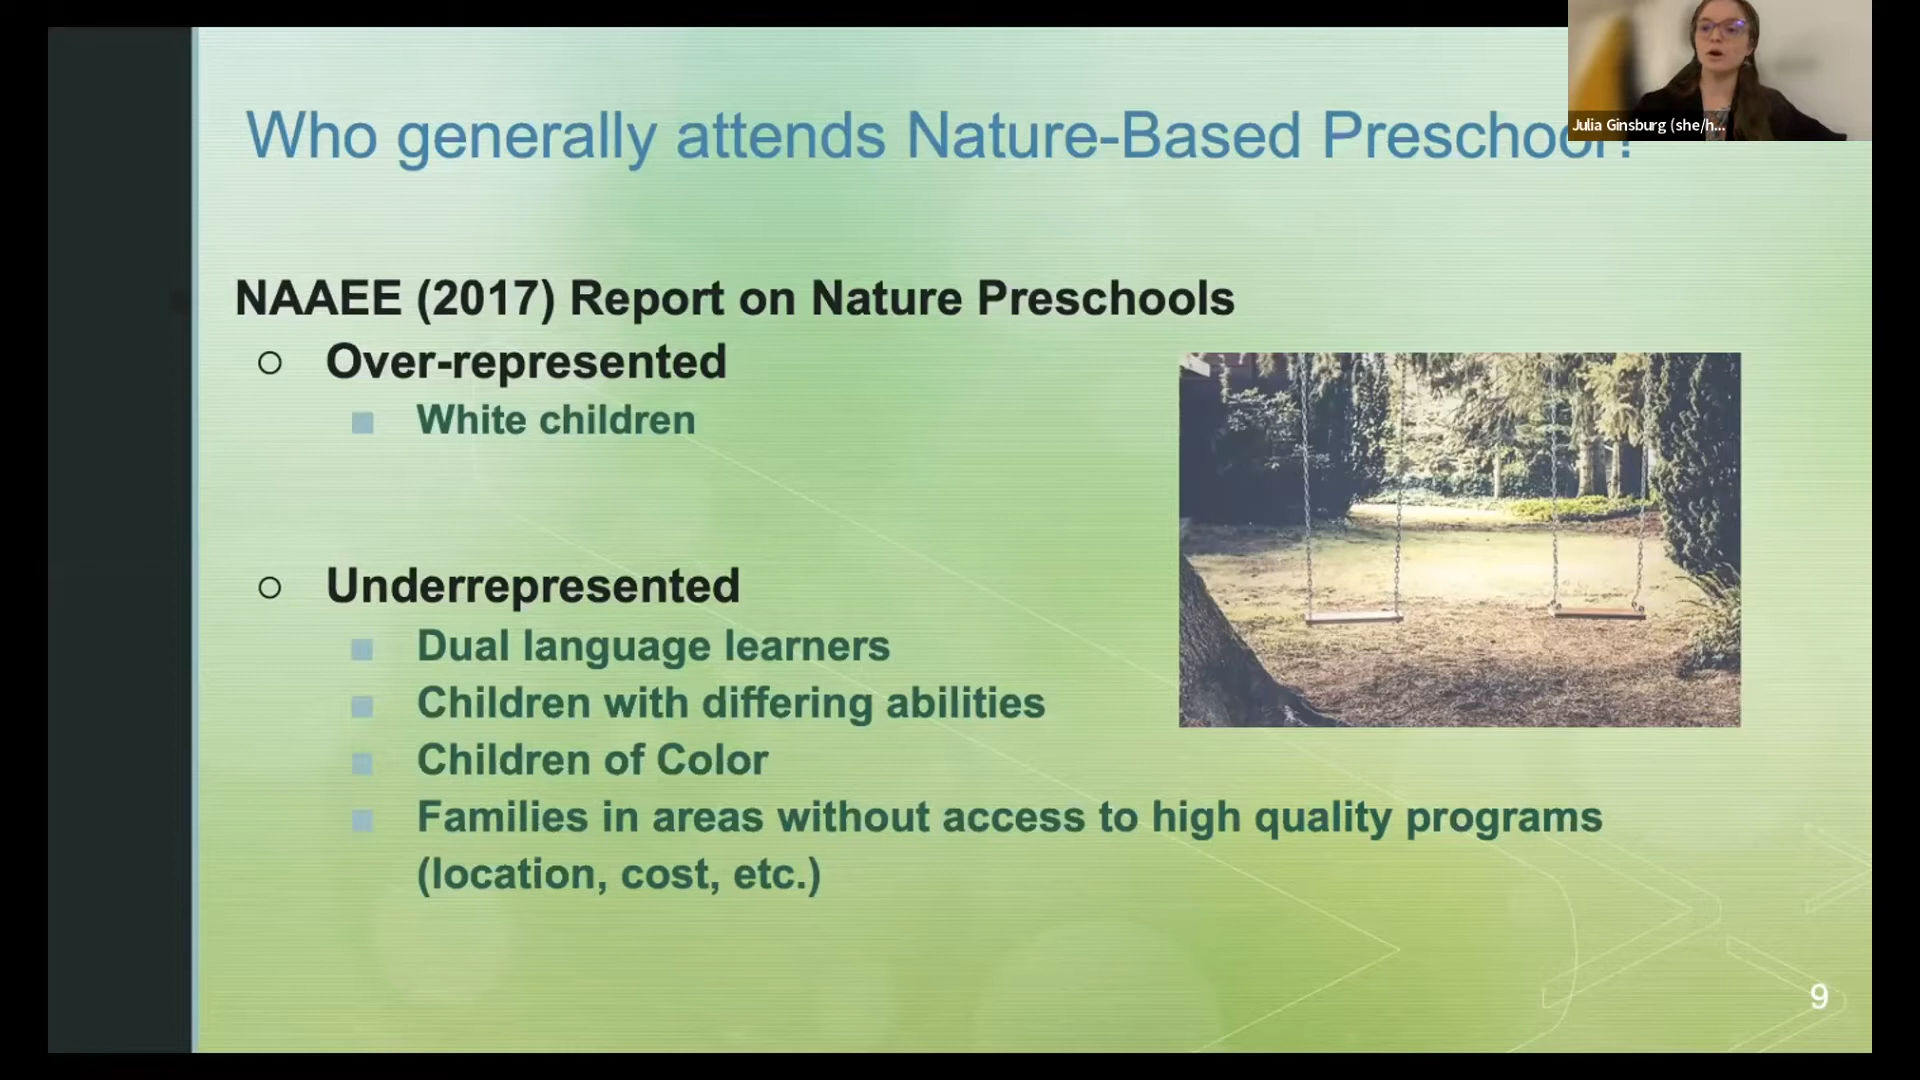 Who generally attends Nature-Based Preschool?
Julia Ginsburg (she/h...
NAAEE (2017) Report on Nature Preschools
Over-represented
White children
Underrepresented
Dual language learners
Children with differing abilities
Children of Color
Families in areas without access to high quality programs
(location, cost, etc.)
9